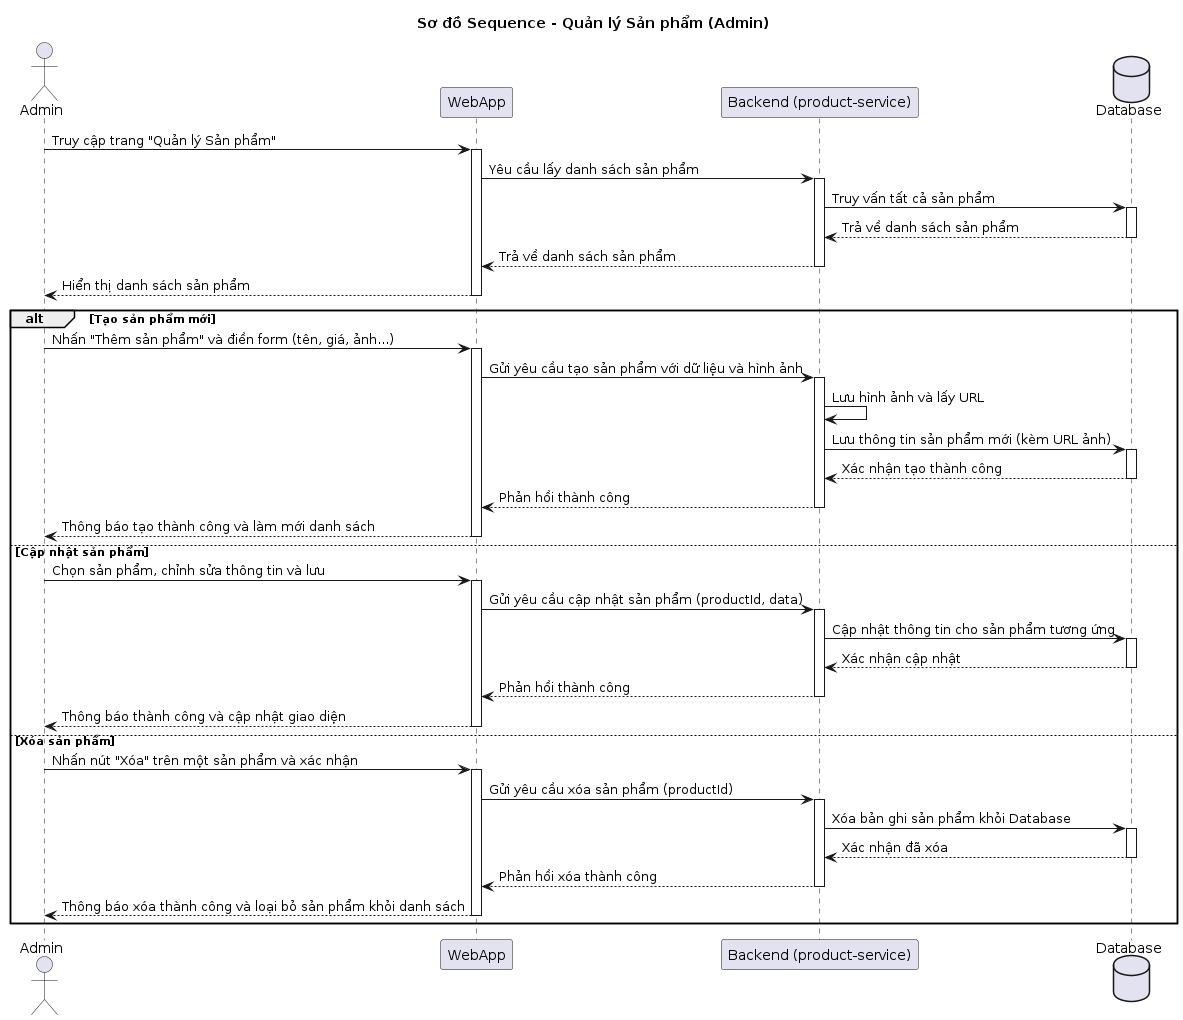 Sơ đồ Sequence - Quản lý Sản phẩm (Admin)
Admin
WebApp
Backend (product-service)
Database
Truy cập trang "Quản lý Sản phẩm"
Yêu cầu lấy danh sách sản phẩm
Truy vấn tất cả sản phẩm
Trả về danh sách sản phẩm
Trả về danh sách sản phẩm
Hiển thị danh sách sản phẩm
alt [Tạo sản phẩm mới]
Nhấn "Thêm sản phẩm" và điền form (tên, giá, ảnh...)
Gửi yêu cầu tạo sản phẩm với dữ liệu và hình ảnh
Lưu hình ảnh và lấy URL
Lưu thông tin sản phẩm mới (kèm URL ảnh)
Xác nhận tạo thành công
Phản hồi thành công
Thông báo tạo thành công và làm mới danh sách
[Cập nhật sản phẩm]
Chọn sản phẩm, chỉnh sửa thông tin và lưu
Gửi yêu cầu cập nhật sản phẩm (productId, data)
Cập nhật thông tin cho sản phẩm tương ứng
Xác nhận cập nhật
Phản hồi thành công
Thông báo thành công và cập nhật giao diện
[Xóa sản phẩm]
Nhấn nút "Xóa" trên một sản phẩm và xác nhận
Gửi yêu cầu xóa sản phẩm (productId)
Xóa bản ghi sản phẩm khỏi Database
Xác nhận đã xóa
Phản hồi xóa thành công
Thông báo xóa thành công và loại bỏ sản phẩm khỏi danh sách
Admin
WebApp
Backend (product-service)
Database